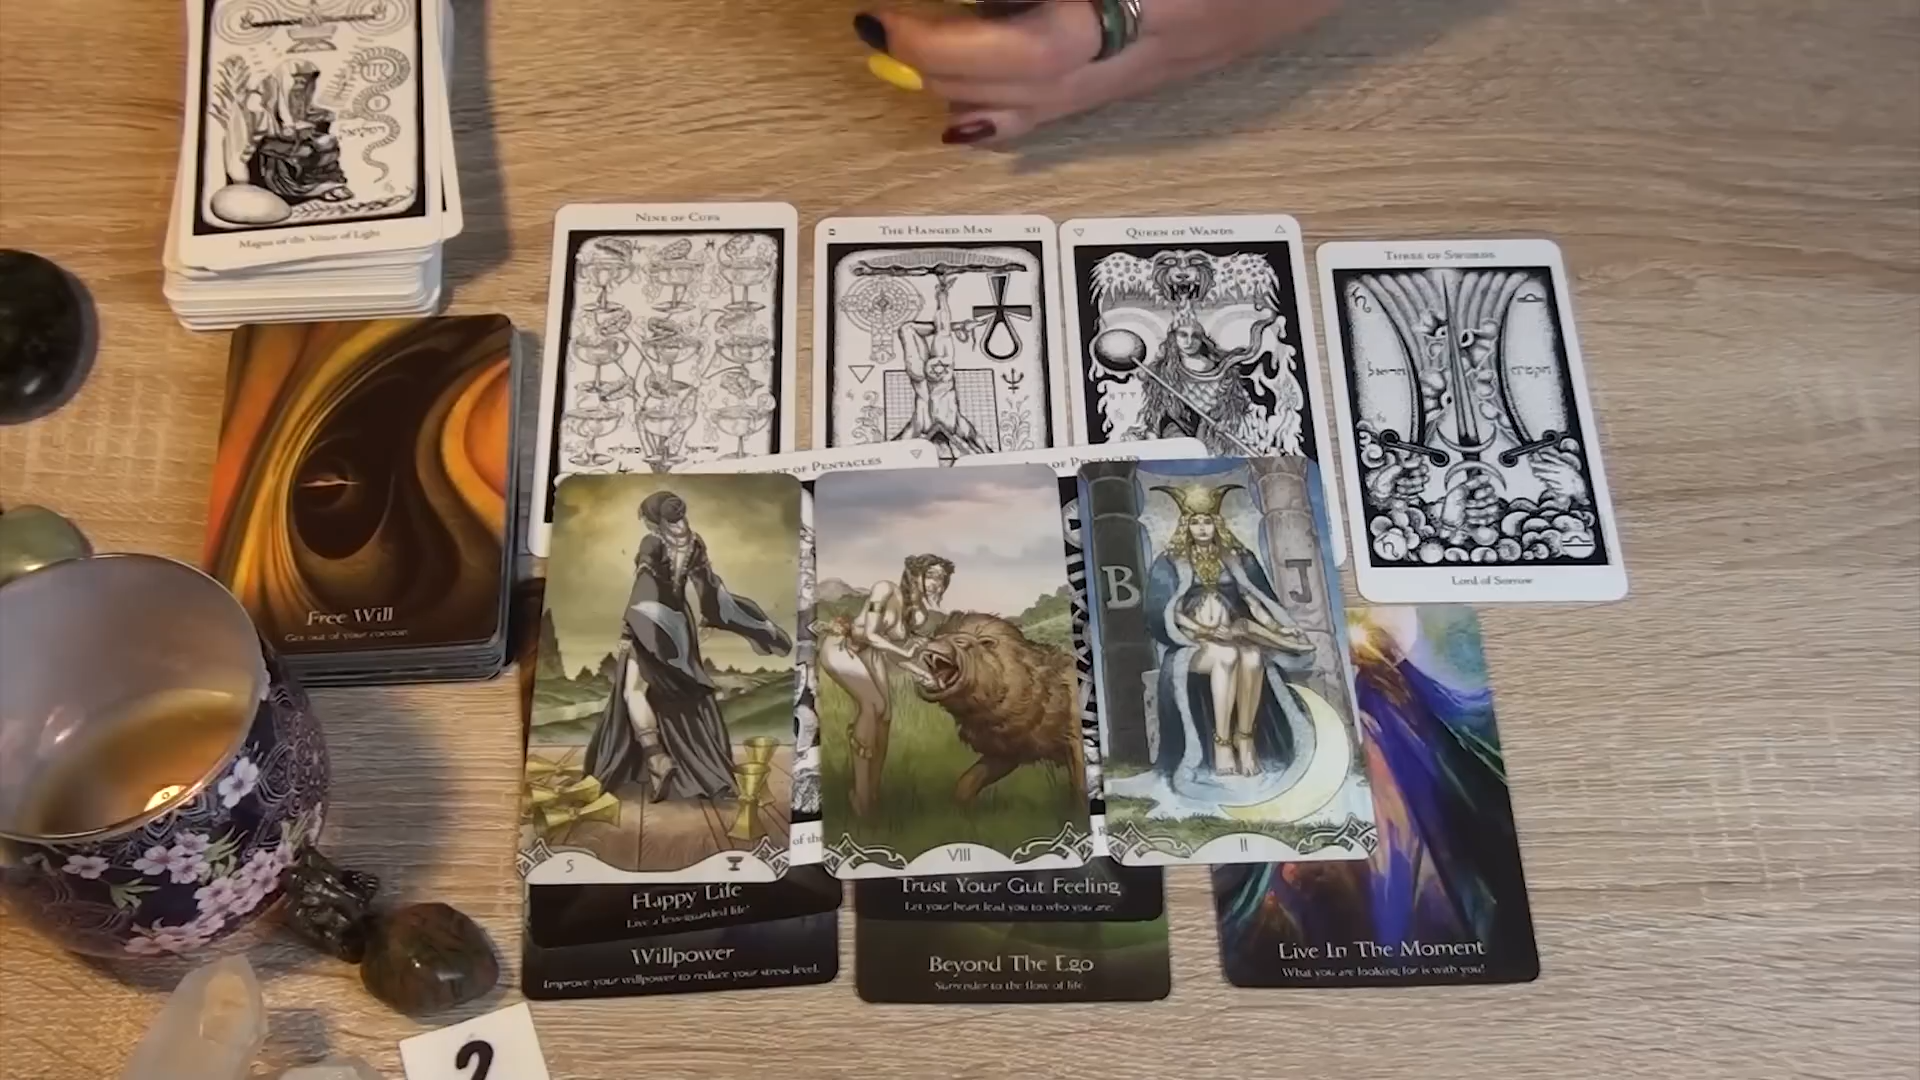 Magus of the Voice of Light
Free Will
Get out of your cocoon
Nine of Cups
The Hanged Man XII
Queen of Wands
Three of Swords
חריאל
הקמיה
Lord of Sorrow
of Pentacles
of Pentacles
B J
5
VIII
II
of the
Happy Life
Live a less guarded life!
Willpower
Improve your willpower to reduce your stress level.
Trust Your Gut Feeling
Let your heart lead you to who you are.
Beyond The Ego
Surrender to the flow of life
Live In The Moment
What you are looking for is with you!
2